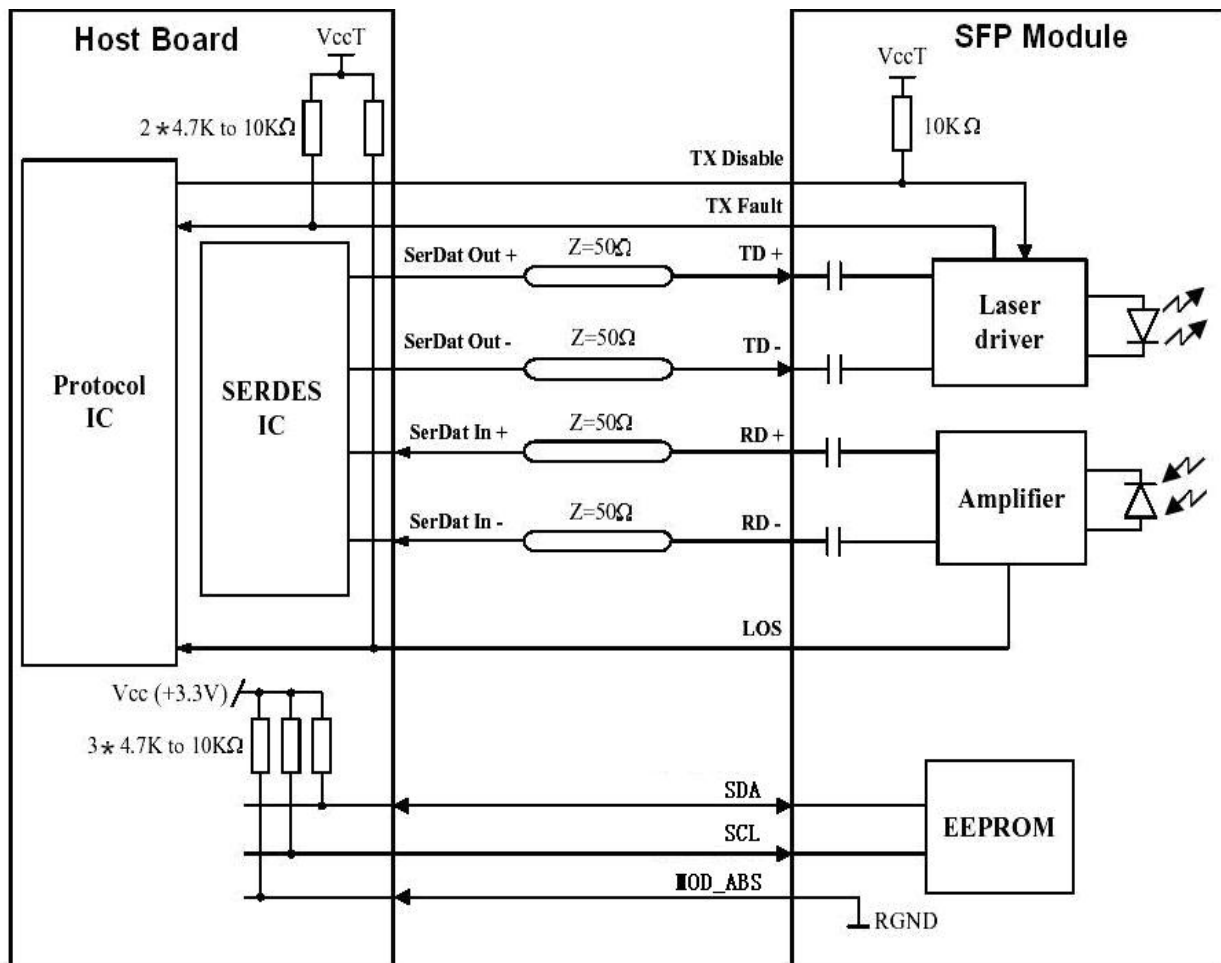 Host Board
SFP Module
VccT
VccT
2*4.7K to 10KΩ
10KΩ
TX Disable
TX Fault
SerDat Out +
Z=50Ω
TD +
Laser
driver
SerDat Out -
Z=50Ω
TD -
Protocol
IC
SERDES
IC
SerDat In +
Z=50Ω
RD +
Amplifier
SerDat In -
Z=50Ω
RD -
LOS
Vcc (+3.3V)
3*4.7K to 10KΩ
SDA
SCL
EEPROM
MOD_ABS
RGND